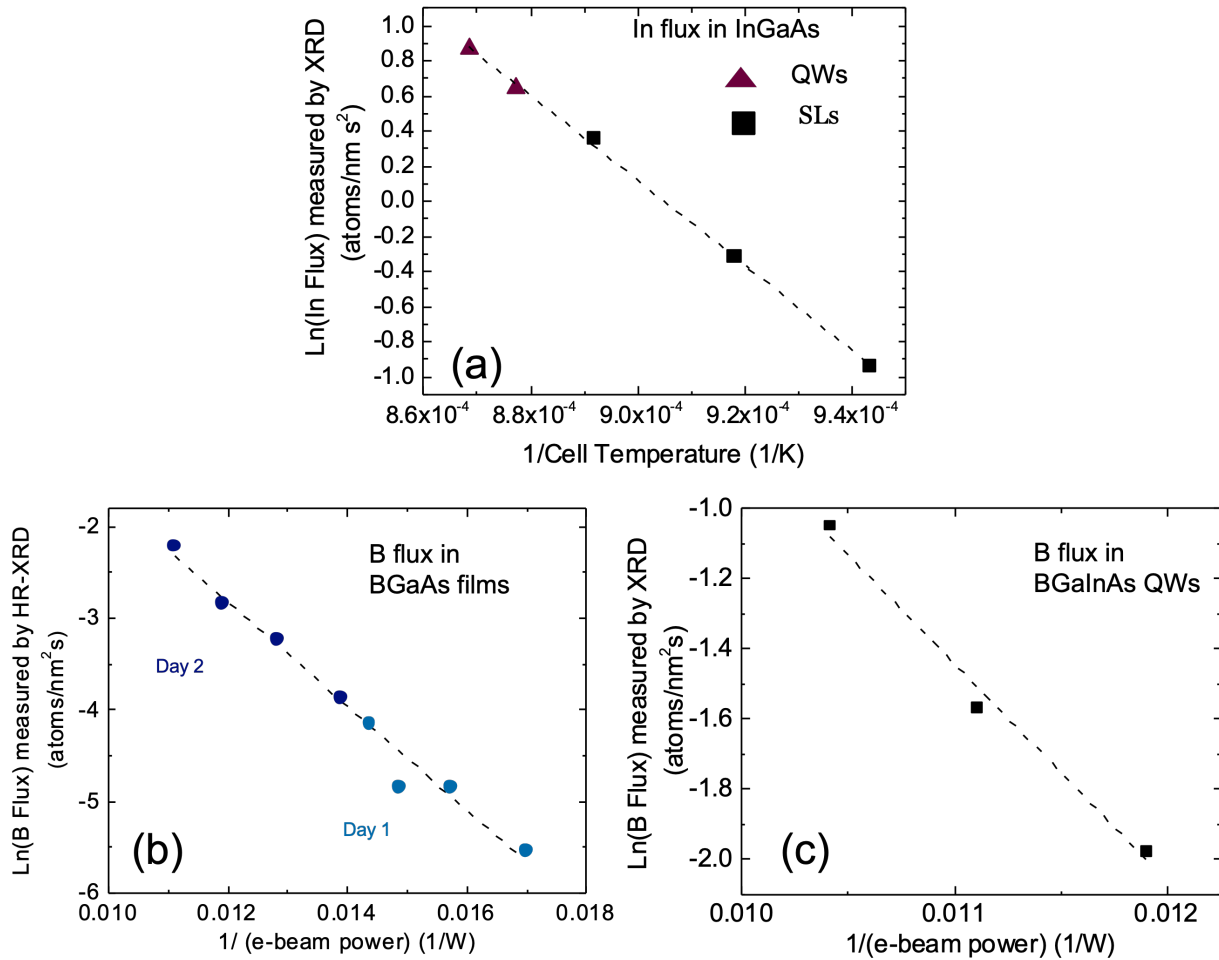 Ln(In Flux) measured by XRD
(atoms/nm s²)
1.0
0.8
0.6
0.4
0.2
0.0
-0.2
-0.4
-0.6
-0.8
-1.0
In flux in InGaAs
QWs
SLs
(a)
8.6x10⁻⁴ 8.8x10⁻⁴ 9.0x10⁻⁴ 9.2x10⁻⁴ 9.4x10⁻⁴
1/Cell Temperature (1/K)
Ln(B Flux) measured by HR-XRD
(atoms/nm²s)
-2
-3
-4
-5
-6
B flux in
BGaAs films
Day 2
Day 1
(b)
0.010 0.012 0.014 0.016 0.018
1/ (e-beam power) (1/W)
Ln(B Flux) measured by XRD
(atoms/nm²s)
-1.0
-1.2
-1.4
-1.6
-1.8
-2.0
B flux in
BGaInAs QWs
(c)
0.010 0.011 0.012
1/(e-beam power) (1/W)